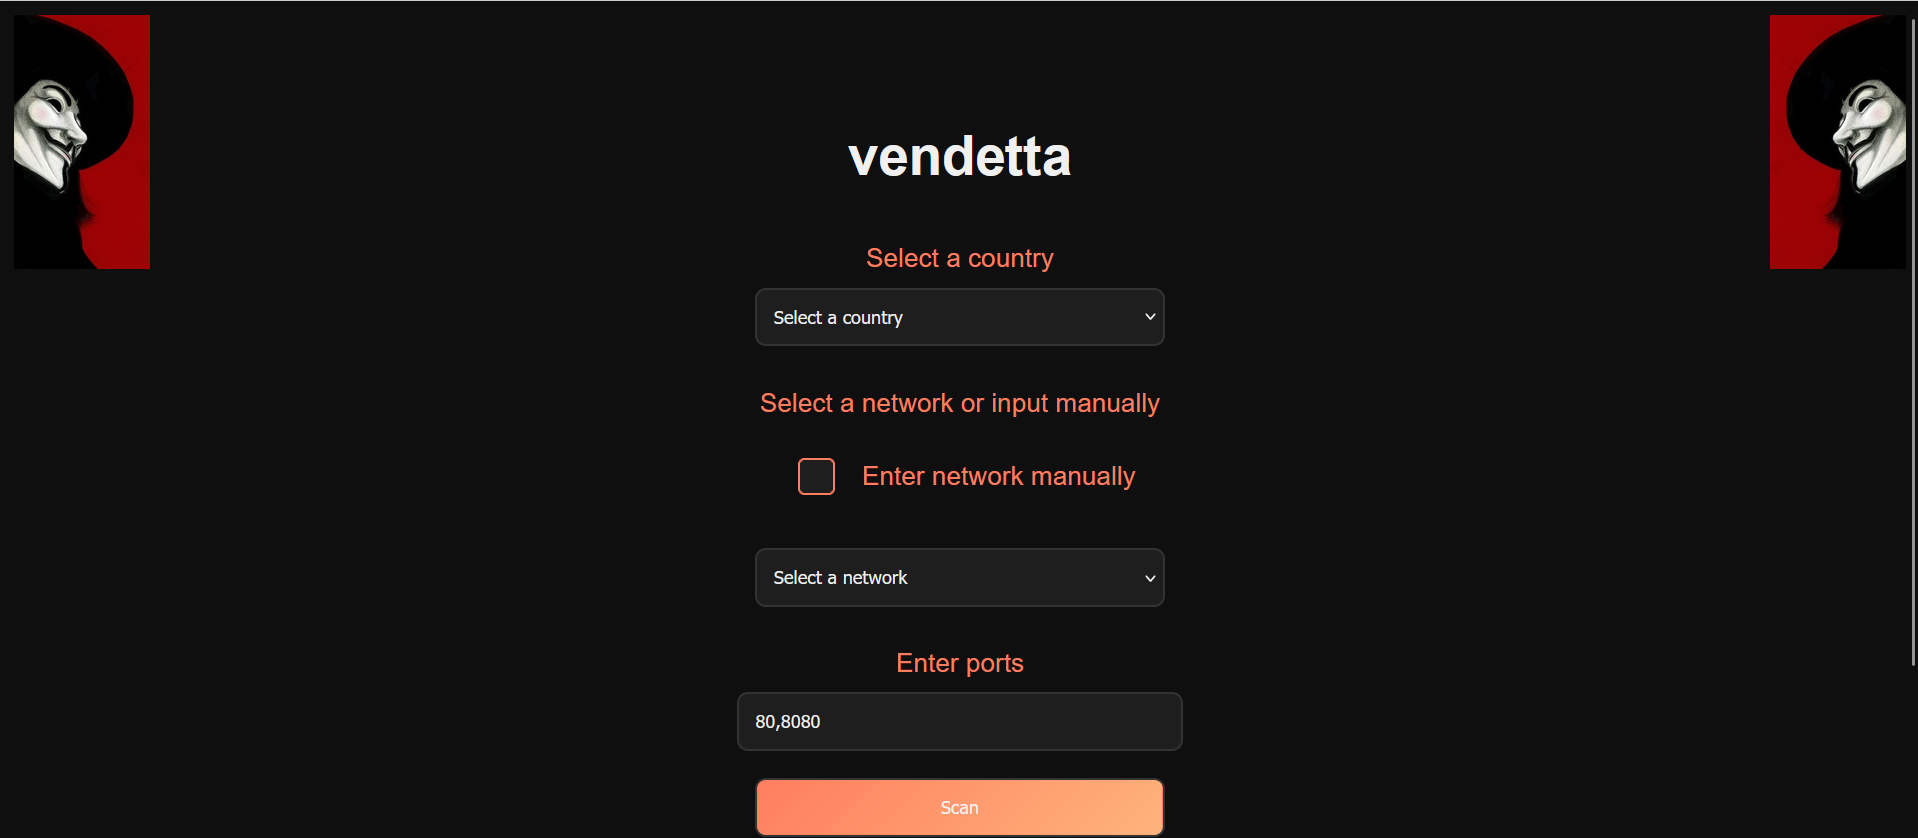 vendetta
Select a country
Select a country
Select a network or input manually
Enter network manually
Select a network
Enter ports
80,8080
Scan